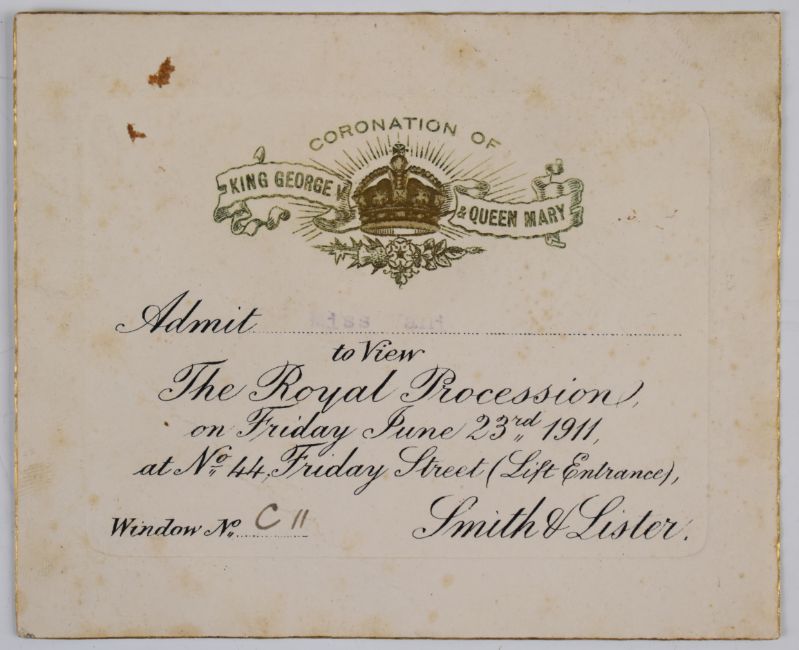 CORONATION OF
KING GEORGE V.
& QUEEN MARY
Admit Miss
to View
The Royal Procession,
on Friday June 23rd 1911,
at No. 44, Friday Street (Lift Entrance),
Window No. C 11
Smith & Lister.